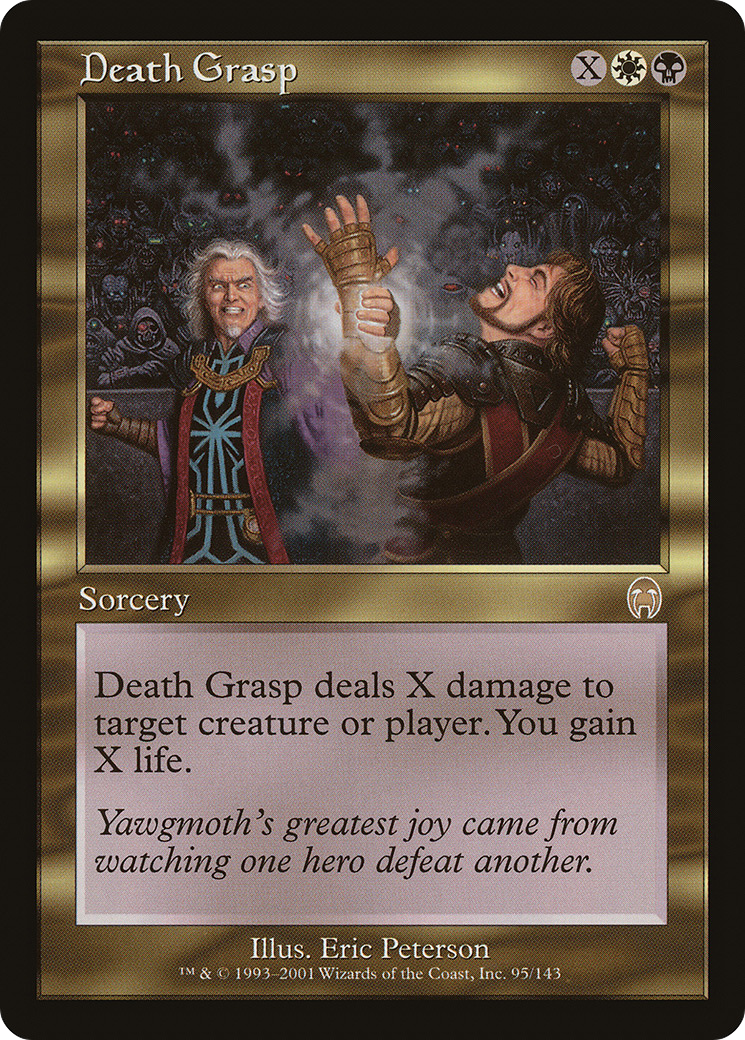 Death Grasp X
Sorcery
Death Grasp deals X damage to
target creature or player. You gain
X life.
Yawgmoth's greatest joy came from
watching one hero defeat another.
Illus. Eric Peterson
™ & © 1993–2001 Wizards of the Coast, Inc. 95/143